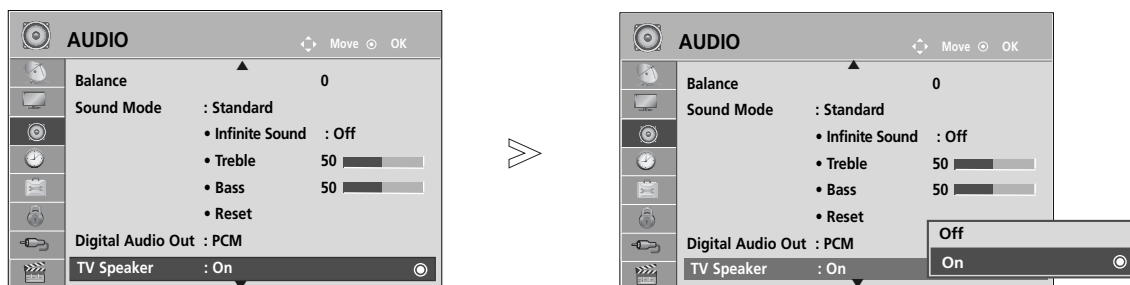 AUDIO Move OK
Balance 0
Sound Mode : Standard
• Infinite Sound : Off
• Treble 50
• Bass 50
• Reset
Digital Audio Out : PCM
TV Speaker : On
AUDIO Move OK
Balance 0
Sound Mode : Standard
• Infinite Sound : Off
• Treble 50
• Bass 50
• Reset
Digital Audio Out : PCM
TV Speaker : On
Off
On